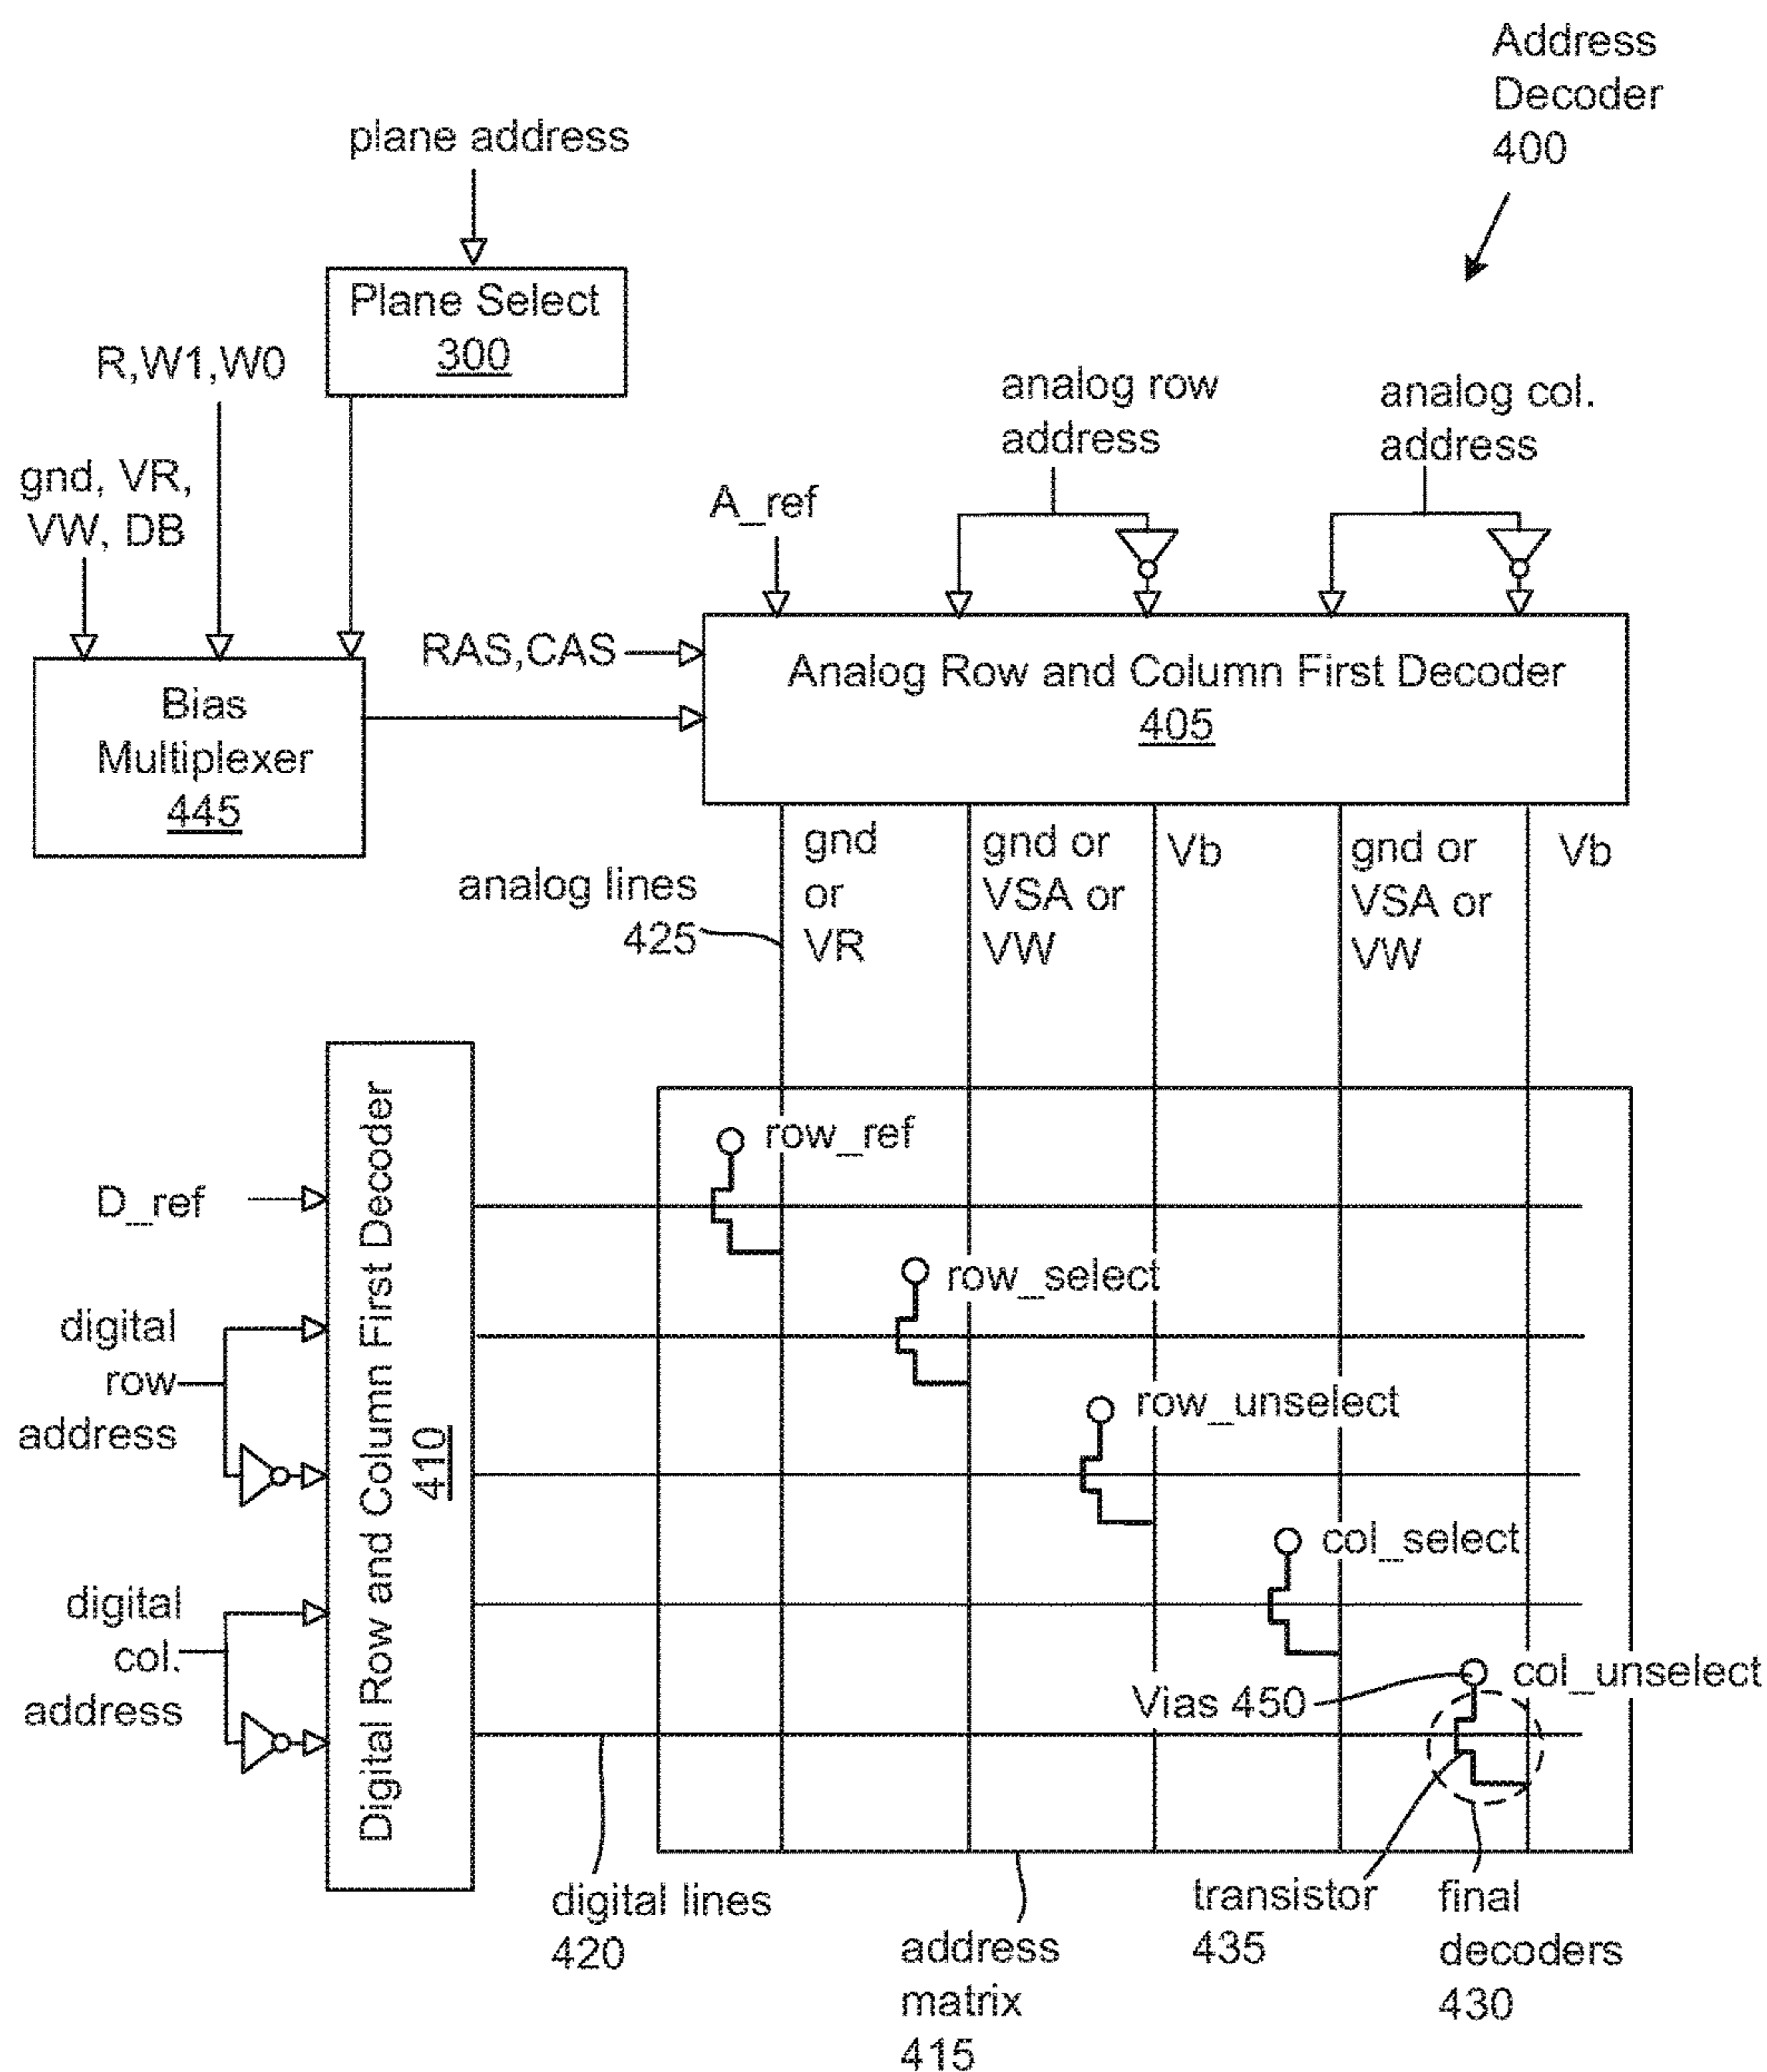 Address
Decoder
400
plane address
Plane Select
300
R,W1,W0
gnd, VR,
VW, DB
analog row
address
analog col.
address
A_ref
RAS,CAS
Bias
Multiplexer
445
Analog Row and Column First Decoder
405
gnd
or
VR
gnd or
VSA or
VW
Vb
gnd or
VSA or
VW
Vb
analog lines
425
Digital Row and Column First Decoder
410
D_ref
digital
row
address
digital
col.
address
row_ref
row_select
row_unselect
col_select
col_unselect
Vias 450
digital lines
420
address
matrix
415
transistor
435
final
decoders
430